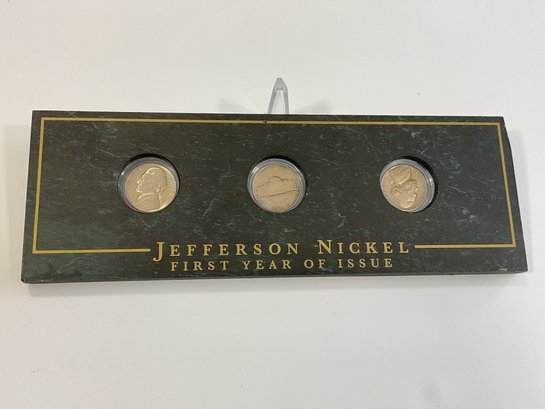 JEFFERSON NICKEL
FIRST YEAR OF ISSUE